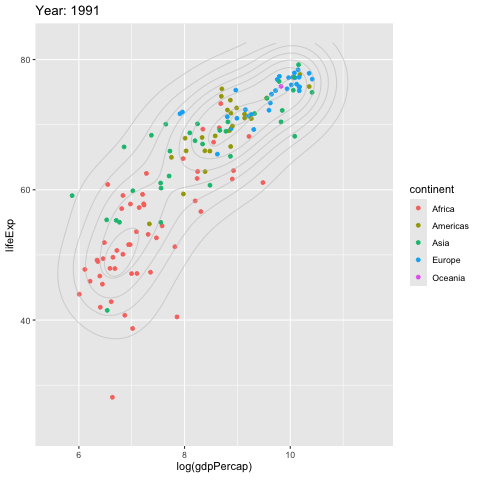 Year: 1991
lifeExp
80
60
40
6
8
10
log(gdpPercap)
continent
Africa
Americas
Asia
Europe
Oceania